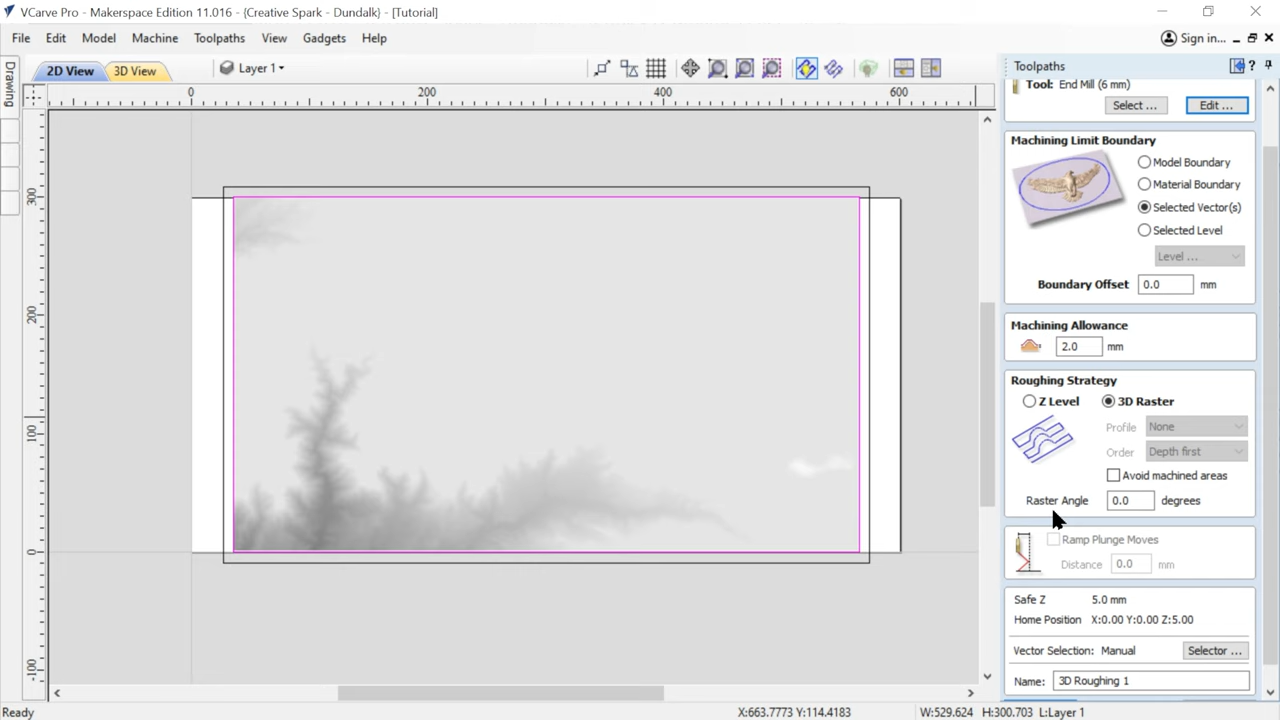 VCarve Pro - Makerspace Edition 11.016 - {Creative Spark - Dundalk} - [Tutorial]
File Edit Model Machine Toolpaths View Gadgets Help
Sign in...
Drawing
2D View 3D View Layer 1
Toolpaths
0 200 400 600
300
200
100
0
-100
Tool: End Mill (6 mm)
Select ... Edit ...
Machining Limit Boundary
Model Boundary
Material Boundary
Selected Vector(s)
Selected Level
Level ...
Boundary Offset 0.0 mm
Machining Allowance
2.0 mm
Roughing Strategy
Z Level 3D Raster
Profile None
Order Depth first
Avoid machined areas
Raster Angle 0.0 degrees
Ramp Plunge Moves
Distance 0.0 mm
Safe Z 5.0 mm
Home Position X:0.00 Y:0.00 Z:5.00
Vector Selection: Manual Selector ...
Name: 3D Roughing 1
Ready X:663.7773 Y:114.4183 W:529.624 H:300.703 L:Layer 1